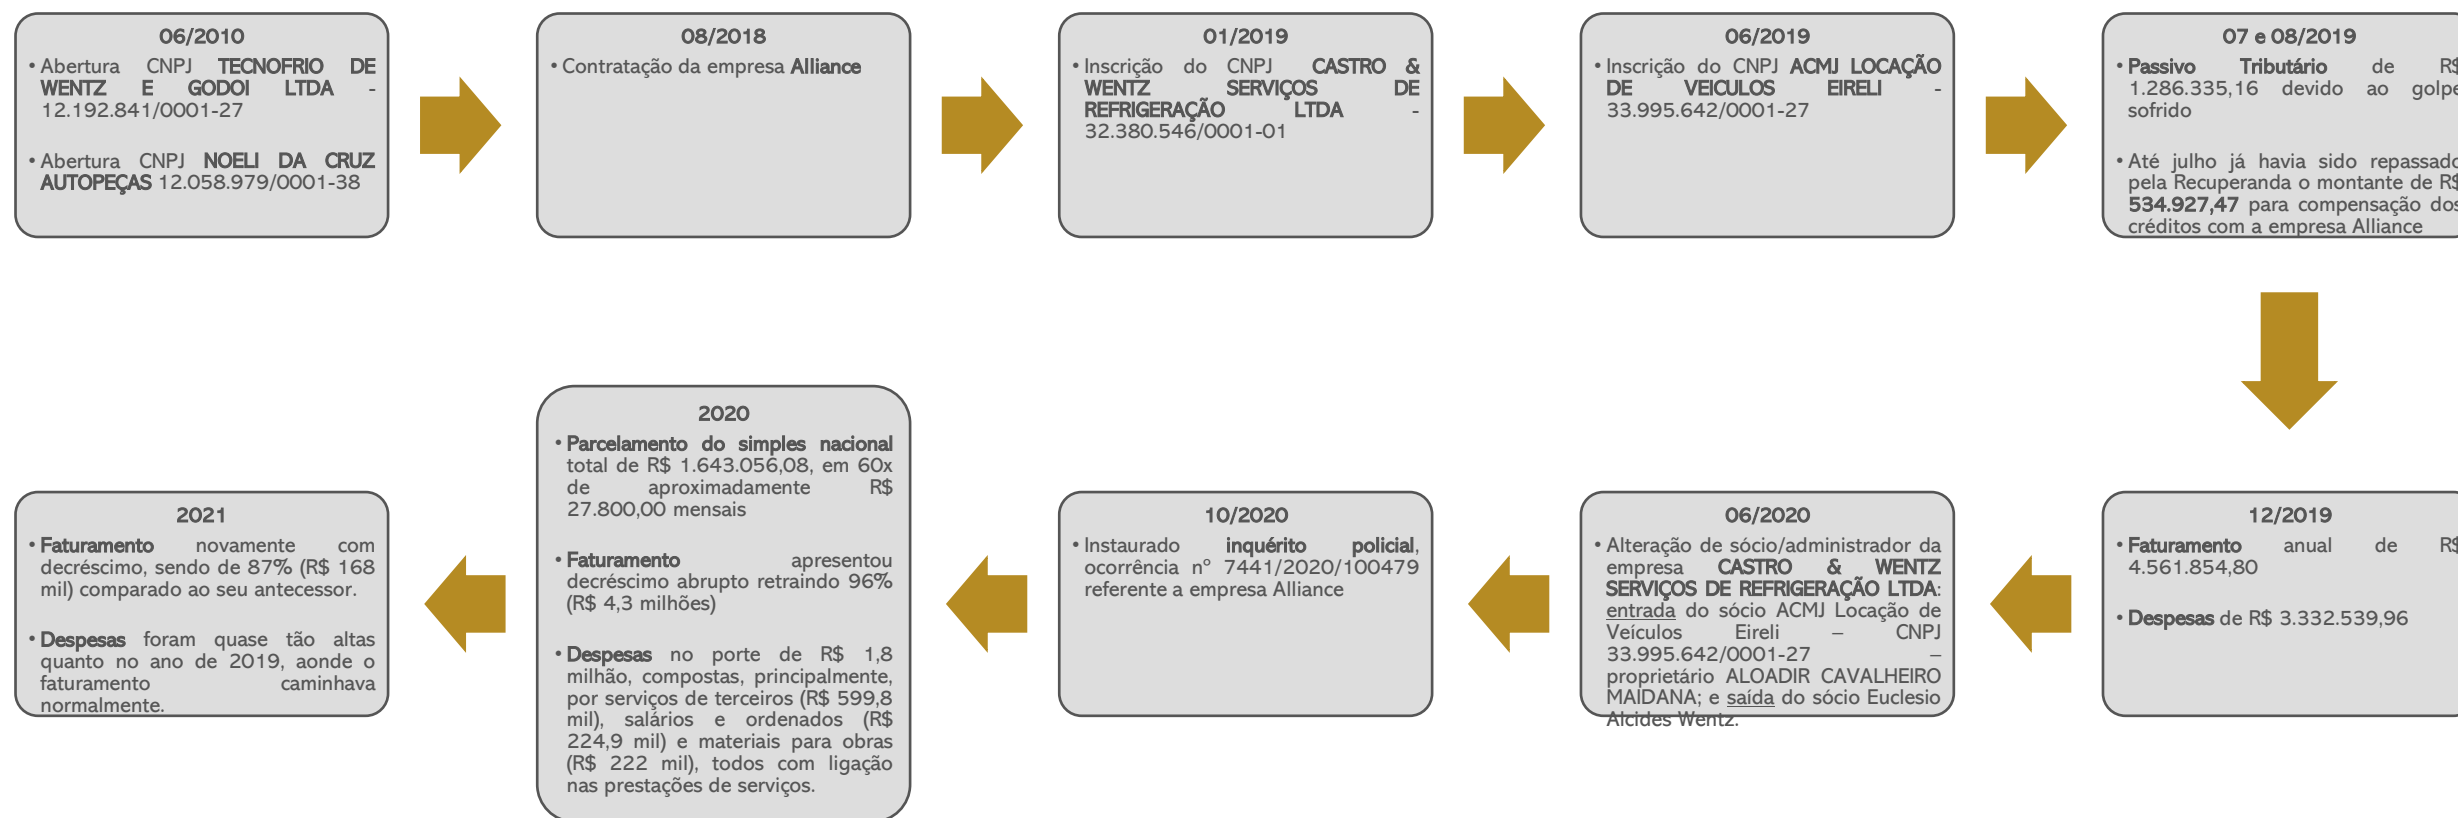 06/2010
• Abertura CNPJ TECNOFRIO DE
WENTZ E GODOI LTDA -
12.192.841/0001-27
• Abertura CNPJ NOELI DA CRUZ
AUTOPEÇAS 12.058.979/0001-38
08/2018
• Contratação da empresa Alliance
01/2019
• Inscrição do CNPJ CASTRO &
WENTZ SERVIÇOS DE
REFRIGERAÇÃO LTDA -
32.380.546/0001-01
06/2019
• Inscrição do CNPJ ACMJ LOCAÇÃO
DE VEICULOS EIRELI -
33.995.642/0001-27
07 e 08/2019
• Passivo Tributário de R$
1.286.335,16 devido ao golpe
sofrido
• Até julho já havia sido repassado
pela Recuperanda o montante de R$
534.927,47 para compensação dos
créditos com a empresa Alliance
12/2019
• Faturamento anual de R$
4.561.854,80
• Despesas de R$ 3.332.539,96
06/2020
• Alteração de sócio/administrador da
empresa CASTRO & WENTZ
SERVIÇOS DE REFRIGERAÇÃO LTDA:
entrada do sócio ACMJ Locação de
Veículos Eireli – CNPJ
33.995.642/0001-27 –
proprietário ALOADIR CAVALHEIRO
MAIDANA; e saída do sócio Euclesio
Alcides Wentz.
10/2020
• Instaurado inquérito policial,
ocorrência nº 7441/2020/100479
referente a empresa Alliance
2020
• Parcelamento do simples nacional
total de R$ 1.643.056,08, em 60x
de aproximadamente R$
27.800,00 mensais
• Faturamento apresentou
decréscimo abrupto retraindo 96%
(R$ 4,3 milhões)
• Despesas no porte de R$ 1,8
milhão, compostas, principalmente,
por serviços de terceiros (R$ 599,8
mil), salários e ordenados (R$
224,9 mil) e materiais para obras
(R$ 222 mil), todos com ligação
nas prestações de serviços.
2021
• Faturamento novamente com
decréscimo, sendo de 87% (R$ 168
mil) comparado ao seu antecessor.
• Despesas foram quase tão altas
quanto no ano de 2019, aonde o
faturamento caminhava
normalmente.